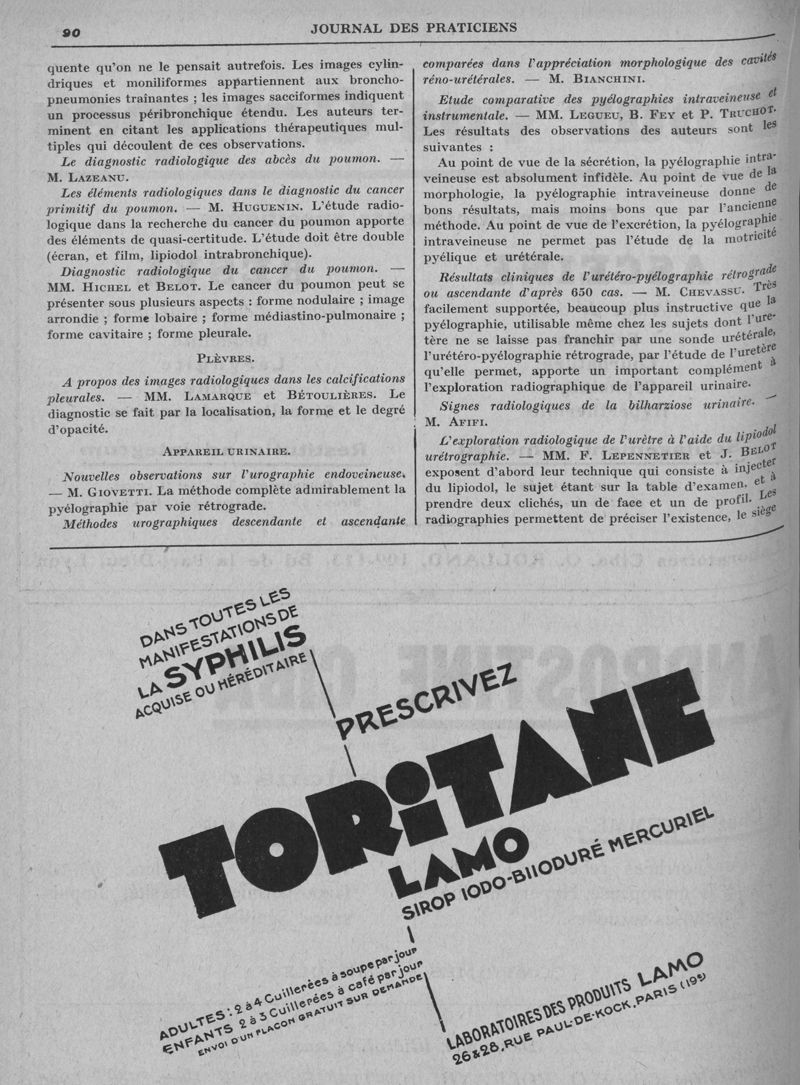 90
JOURNAL DES PRATICIENS
quente qu'on ne le pensait autrefois. Les images cylin-
driques et moniliformes appartiennent aux broncho-
pneumonies trainantes ; les images sacciformes indiquent
un processus péribronchique étendu. Les auteurs ter-
minent en citant les applications thérapeutiques mul-
tiples qui découlent de ces observations.
Le diagnostic radiologique des abcès du poumon. —
M. LAZEANU.
Les éléments radiologiques dans le diagnostic du cancer
primitif du poumon. — M. HUGUENIN. L'étude radio-
logique dans la recherche du cancer du poumon apporte
des éléments de quasi-certitude. L'étude doit être double
(écran, et film, lipiodol intrabronchique).
Diagnostic radiologique du cancer du poumon. —
MM. HICHEL et BELOT. Le cancer du poumon peut se
présenter sous plusieurs aspects : forme nodulaire ; image
arrondie ; forme lobaire ; forme médiastino-pulmonaire ;
forme cavitaire ; forme pleurale.
PLÈVRES.
A propos des images radiologiques dans les calcifications
pleurales. — MM. LAMARQUE et BÉTOULIÈRES. Le
diagnostic se fait par la localisation, la forme et le degré
d'opacité.
APPAREIL URINAIRE.
Nouvelles observations sur l'urographie endoveineuse.
— M. GIOVETTI. La méthode complète admirablement la
pyélographie par voie rétrograde.
Méthodes urographiques descendante et ascendante
comparées dans l'appréciation morphologique des cavités
réno-urétérales. — M. BIANCHINI.
Etude comparative des pyélographies intraveineuse et
instrumentale. — MM. LEGUEU, B. FEY et P. TRUCHOT.
Les résultats des observations des auteurs sont les
suivantes :
Au point de vue de la sécrétion, la pyélographie intra-
veineuse est absolument infidèle. Au point de vue de la
morphologie, la pyélographie intraveineuse donne de
bons résultats, mais moins bons que par l'ancienne
méthode. Au point de vue de l'excrétion, la pyélographie
intraveineuse ne permet pas l'étude de la motricité
pyélique et urétérale.
Résultats cliniques de l'urétéro-pyélographie rétrograde
ou ascendante d'après 650 cas. — M. CHEVASSU. Très
facilement supportée, beaucoup plus instructive que la
pyélographie, utilisable même chez les sujets dont l'ure-
tère ne se laisse pas franchir par une sonde urétérale,
l'urétéro-pyélographie rétrograde, par l'étude de l'uretère
qu'elle permet, apporte un important complément à
l'exploration radiographique de l'appareil urinaire.
Signes radiologiques de la bilharziose urinaire. —
M. AFIFI.
L'exploration radiologique de l'urètre à l'aide du lipiodol
urétrographie. — MM. F. LEPENNETIER et J. BELOT
exposent d'abord leur technique qui consiste à injecter
du lipiodol, le sujet étant sur la table d'examen, et à
prendre deux clichés, un de face et un de profil. Les
radiographies permettent de préciser l'existence, le siège
DANS TOUTES LES
MANIFESTATIONS DE
LA SYPHILIS
ACQUISE OU HÉRÉDITAIRE
PRESCRIVEZ
TORITANE
LAMO
SIROP IODO-BIIODURÉ MERCURIEL
ADULTES : 2 à 4 Cuillerées à soupe par jour
ENFANTS 2 à 3 Cuillerées à café par jour
ENVOI D'UN FLACON GRATUIT SUR DEMANDE
LABORATOIRES DES PRODUITS LAMO
26 & 28, RUE PAUL-DE-KOCK, PARIS (19e)